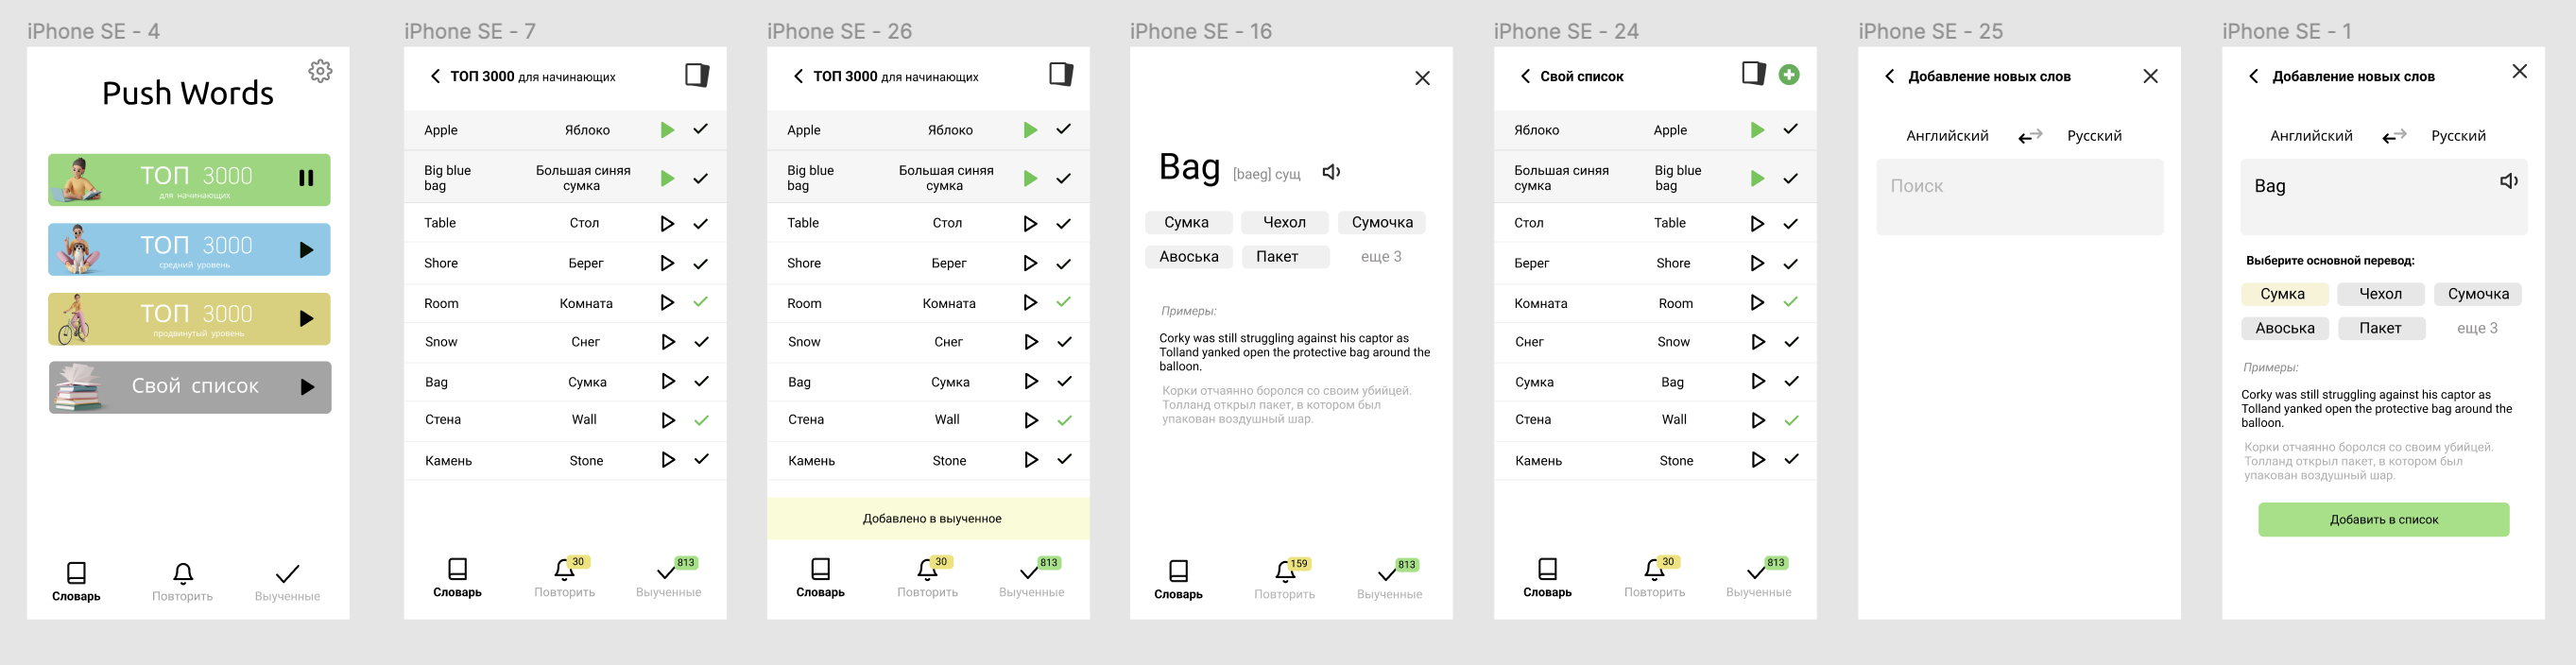 iPhone SE - 4
Push Words
ТОП 3000
для начинающих
ТОП 3000
средний уровень
ТОП 3000
продвинутый уровень
Свой список
Словарь
Повторить
Выученные
iPhone SE - 7
ТОП 3000 для начинающих
Apple Яблоко
Big blue
bag
Большая синяя
сумка
Table Стол
Shore Берег
Room Комната
Snow Снег
Bag Сумка
Стена Wall
Камень Stone
30
813
Словарь
Повторить
Выученные
iPhone SE - 26
ТОП 3000 для начинающих
Apple Яблоко
Big blue
bag
Большая синяя
сумка
Table Стол
Shore Берег
Room Комната
Snow Снег
Bag Сумка
Стена Wall
Камень Stone
Добавлено в выученное
30
813
Словарь
Повторить
Выученные
iPhone SE - 16
Bag [baeg] сущ
Сумка Чехол Сумочка
Авоська Пакет еще 3
Примеры:
Corky was still struggling against his captor as
Tolland yanked open the protective bag around the
balloon.
Корки отчаянно боролся со своим убийцей.
Толланд открыл пакет, в котором был
упакован воздушный шар.
159
813
Словарь
Повторить
Выученные
iPhone SE - 24
Свой список
Яблоко Apple
Большая синяя
сумка
Big blue
bag
Стол Table
Берег Shore
Комната Room
Снег Snow
Сумка Bag
Стена Wall
Камень Stone
30
813
Словарь
Повторить
Выученные
iPhone SE - 25
Добавление новых слов
Английский Русский
Поиск
iPhone SE - 1
Добавление новых слов
Английский Русский
Bag
Выберите основной перевод:
Сумка Чехол Сумочка
Авоська Пакет еще 3
Примеры:
Corky was still struggling against his captor as
Tolland yanked open the protective bag around the
balloon.
Корки отчаянно боролся со своим убийцей.
Толланд открыл пакет, в котором был
упакован воздушный шар.
Добавить в список